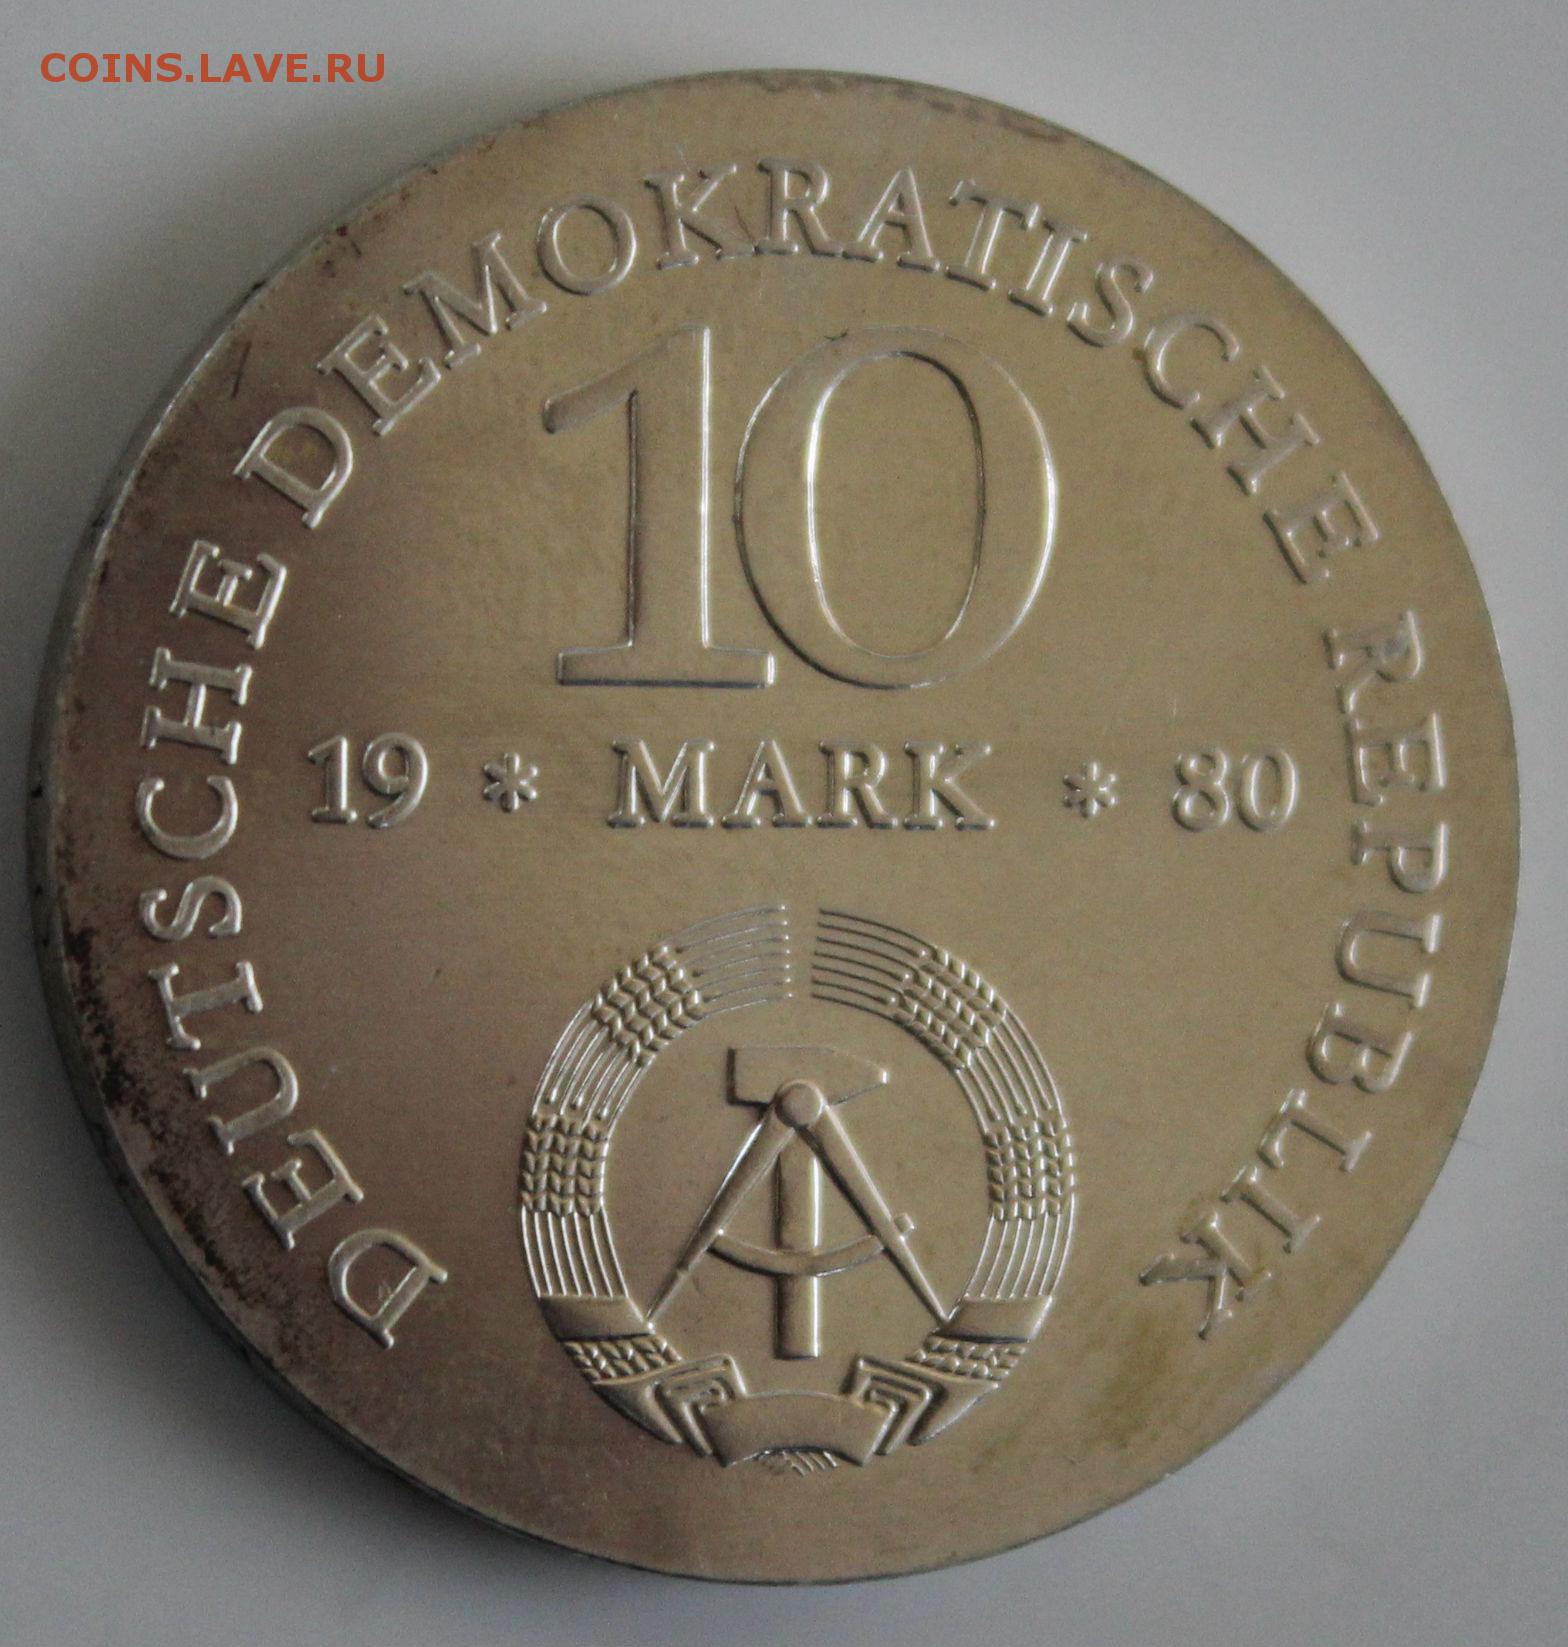 COINS.LAVE.RU
DEUTSCHE DEMOKRATISCHE REPUBLIK
10
19 * MARK * 80